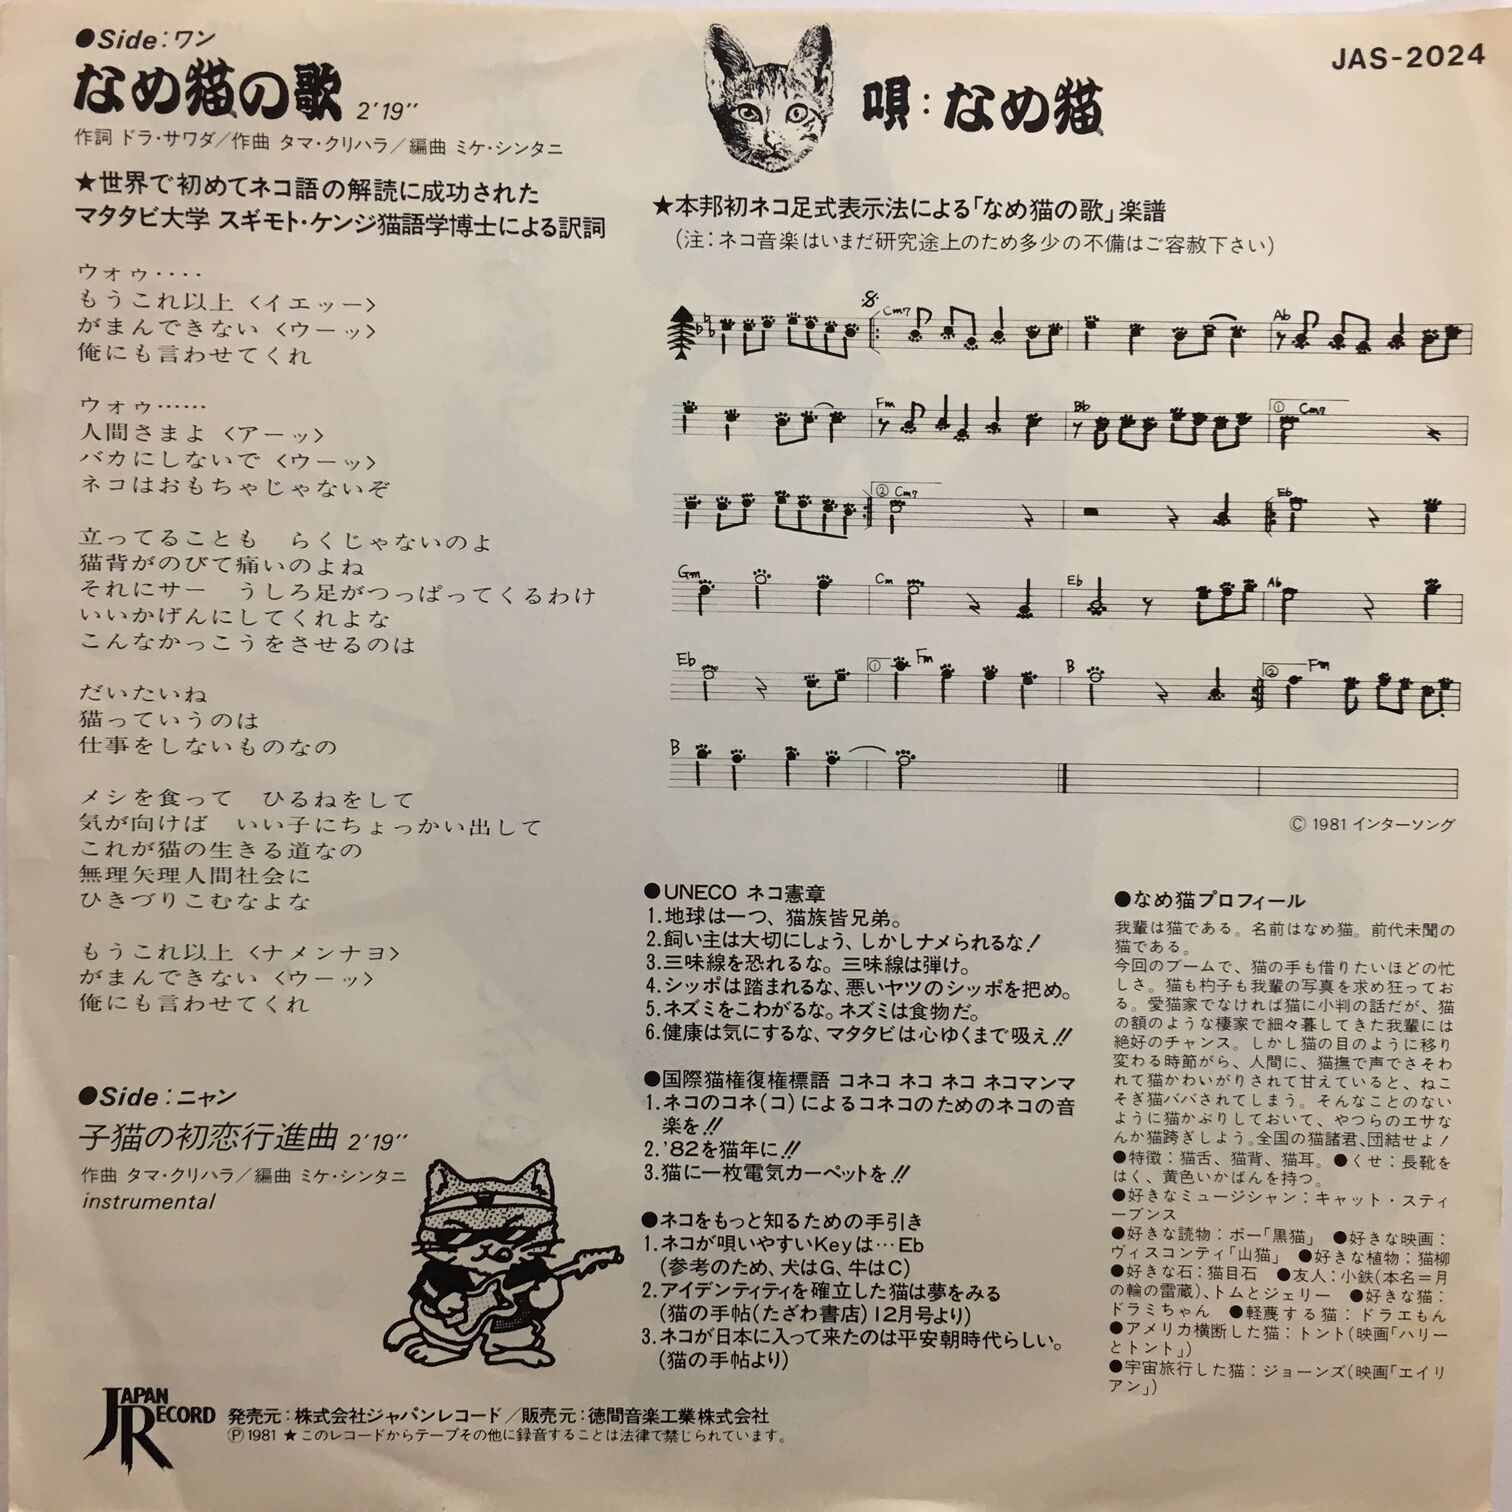 ●Side：ワン
なめ猫の歌 2'19''
作詞 ドラ・サワダ／作曲 タマ・クリハラ／編曲 ミケ・シンタニ
★世界で初めてネコ語の解読に成功された
マタタビ大学 スギモト・ケンジ猫語学博士による訳詞
ウォゥ‥‥
もうこれ以上〈イエッー〉
がまんできない〈ウーッ〉
俺にも言わせてくれ
ウォゥ……
人間さまよ〈アーッ〉
バカにしないで〈ウーッ〉
ネコはおもちゃじゃないぞ
立ってることも　らくじゃないのよ
猫背がのびて痛いのよね
それにサー　うしろ足がつっぱってくるわけ
いいかげんにしてくれよな
こんなかっこうをさせるのは
だいたいね
猫っていうのは
仕事をしないものなの
メシを食って　ひるねをして
気が向けば　いい子にちょっかい出して
これが猫の生きる道なの
無理矢理人間社会に
ひきづりこむなよな
もうこれ以上〈ナメンナヨ〉
がまんできない〈ウーッ〉
俺にも言わせてくれ
●Side：ニャン
子猫の初恋行進曲 2'19''
作曲 タマ・クリハラ／編曲 ミケ・シンタニ
instrumental
JAPAN RECORD
発売元：株式会社ジャパンレコード／販売元：徳間音楽工業株式会社
Ⓟ1981 ★このレコードからテープその他に録音することは法律で禁じられています。
JAS-2024
唄：なめ猫
★本邦初ネコ足式表示法による「なめ猫の歌」楽譜
（注：ネコ音楽はいまだ研究途上のため多少の不備はご容赦下さい）
Cm7 Ab
Fm Bb ① Cm7
② Cm7 Eb
Gm Cm Eb Ab
Eb ① Fm B ② Fm
B
© 1981 インターソング
●UNECO ネコ憲章
1.地球は一つ、猫族皆兄弟。
2.飼い主は大切にしょう、しかしナメられるな！
3.三味線を恐れるな。三味線は弾け。
4.シッポは踏まれるな、悪いヤツのシッポを把め。
5.ネズミをこわがるな。ネズミは食物だ。
6.健康は気にするな、マタタビは心ゆくまで吸え！！
●国際猫権復権標語 コネコ ネコ ネコ ネコマンマ
1.ネコのコネ（コ）によるコネコのためのネコの音
楽を！！
2.'82を猫年に！！
3.猫に一枚電気カーペットを！！
●ネコをもっと知るための手引き
1.ネコが唄いやすいKeyは…Eb
（参考のため、犬はG、牛はC）
2.アイデンティティを確立した猫は夢をみる
（猫の手帖（たざわ書店）12月号より）
3.ネコが日本に入って来たのは平安朝時代らしい。
（猫の手帖より）
●なめ猫プロフィール
我輩は猫である。名前はなめ猫。前代未聞の
猫である。
今回のブームで、猫の手も借りたいほどの忙
しさ。猫も杓子も我輩の写真を求め狂ってお
る。愛猫家でなければ猫に小判の話だが、猫
の額のような棲家で細々暮してきた我輩には
絶好のチャンス。しかし猫の目のように移り
変わる時節がら、人間に、猫撫で声でさそわ
れて猫かわいがりされて甘えていると、ねこ
そぎ猫ババされてしまう。そんなことのない
ように猫かぶりしておいて、やつらのエサな
んか猫跨ぎしよう。全国の猫諸君、団結せよ！
●特徴：猫舌、猫背、猫耳。●くせ：長靴を
はく、黄色いかばんを持つ。
●好きなミュージシャン：キャット・スティ
ーブンス
●好きな読物：ポー「黒猫」 ●好きな映画：
ヴィスコンティ「山猫」 ●好きな植物：猫柳
●好きな石：猫目石 ●友人：小鉄（本名＝月
の輪の雷蔵）、トムとジェリー ●好きな猫：
ドラミちゃん ●軽蔑する猫：ドラえもん
●アメリカ横断した猫：トント（映画「ハリー
とトント」）
●宇宙旅行した猫：ジョーンズ（映画「エイリ
アン」）